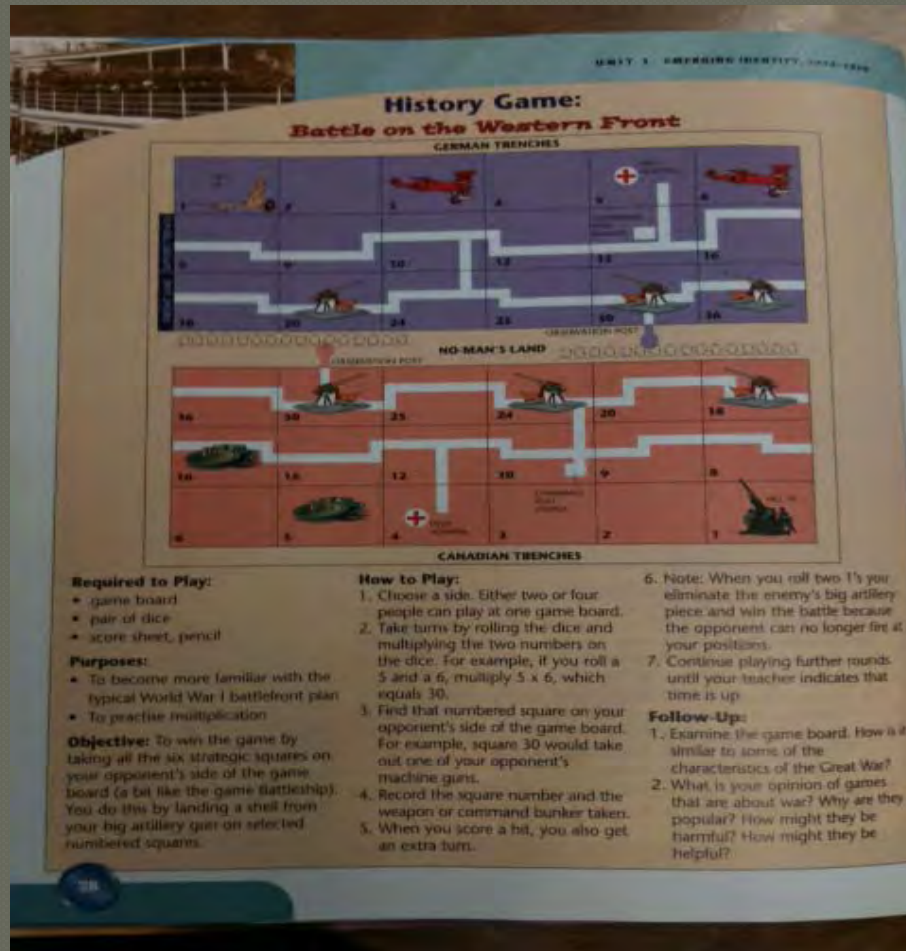 UNIT 1 EMERGING IDENTITY,
History Game:
Battle on the Western Front
GERMAN TRENCHES
1 2 3 4 5 6
8 9 10 12 15 16
18 20 24 25 30 36
OBSERVATION POST
NO-MAN'S LAND
OBSERVATION POST
36 30 25 24 20 18
16 15 12 10 9 8
COMMAND
POST
FIELD
HOSPITAL
HILL 70
6 5 4 3 2 1
CANADIAN TRENCHES
Required to Play:
• game board
• pair of dice
• score sheet, pencil
Purposes:
• To become more familiar with the
typical World War I battlefront plan
• To practise multiplication
Objective: To win the game by
taking all the six strategic squares on
your opponent's side of the game
board (a bit like the game Battleship).
You do this by landing a shell from
your big artillery gun on selected
numbered squares.
How to Play:
1. Choose a side. Either two or four
people can play at one game board.
2. Take turns by rolling the dice and
multiplying the two numbers on
the dice. For example, if you roll a
5 and a 6, multiply 5 x 6, which
equals 30.
3. Find that numbered square on your
opponent's side of the game board.
For example, square 30 would take
out one of your opponent's
machine guns.
4. Record the square number and the
weapon or command bunker taken.
5. When you score a hit, you also get
an extra turn.
6. Note: When you roll two 1's you
eliminate the enemy's big artillery
piece and win the battle because
the opponent can no longer fire at
your positions.
7. Continue playing further rounds
until your teacher indicates that
time is up.
Follow-Up:
1. Examine the game board. How is it
similar to some of the
characteristics of the Great War?
2. What is your opinion of games
that are about war? Why are they
popular? How might they be
harmful? How might they be
helpful?